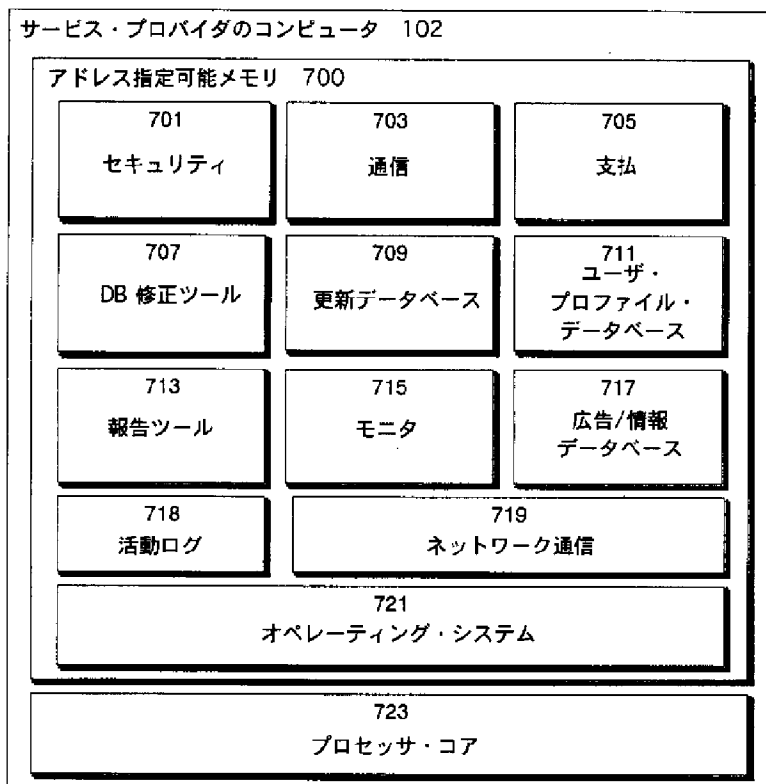 サービス・プロバイダのコンピュータ 102
アドレス指定可能メモリ 700
701
セキュリティ
703
通信
705
支払
707
DB 修正ツール
709
更新データベース
711
ユーザ・
プロファイル・
データベース
713
報告ツール
715
モニタ
717
広告/情報
データベース
718
活動ログ
719
ネットワーク通信
721
オペレーティング・システム
723
プロセッサ・コア